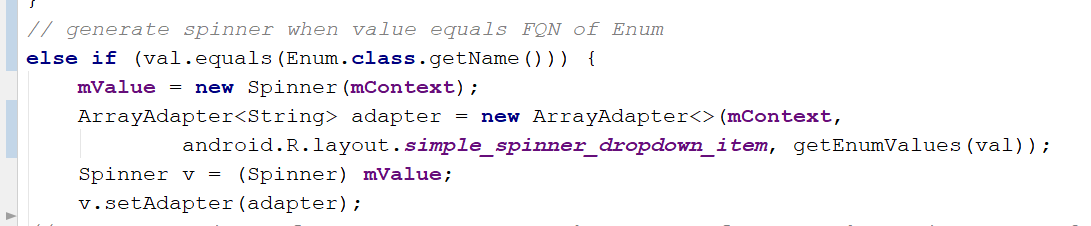 }
// generate spinner when value equals FQN of Enum
else if (val.equals(Enum.class.getName())) {
mValue = new Spinner(mContext);
ArrayAdapter<String> adapter = new ArrayAdapter<>(mContext,
android.R.layout.simple_spinner_dropdown_item, getEnumValues(val));
Spinner v = (Spinner) mValue;
v.setAdapter(adapter);